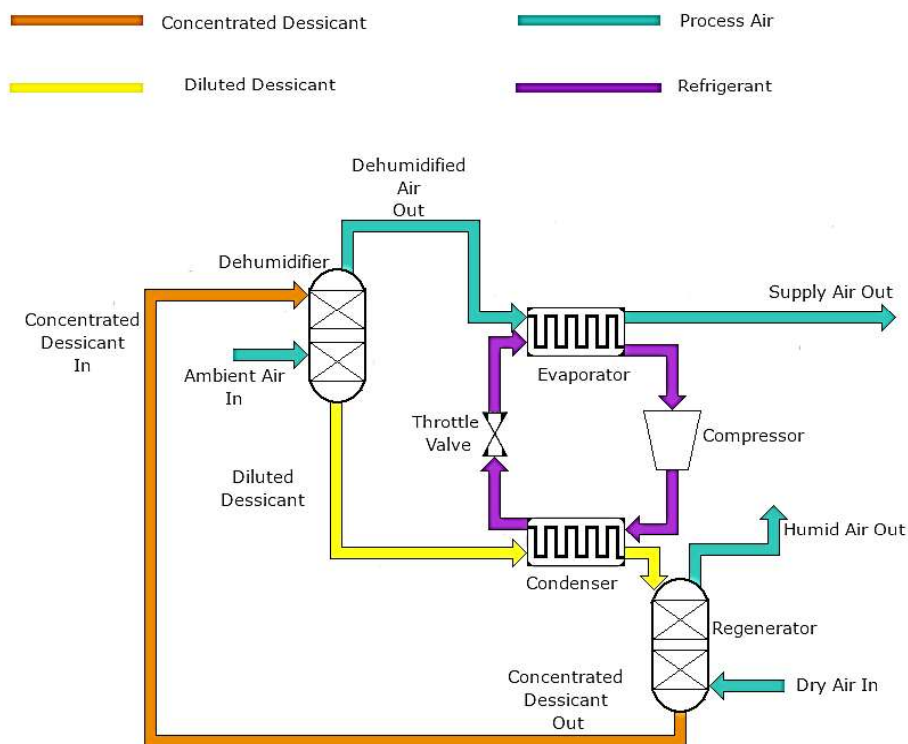 Concentrated Dessicant
Process Air
Diluted Dessicant
Refrigerant
Dehumidified
Air
Out
Dehumidifier
Supply Air Out
Concentrated
Dessicant
In
Ambient Air
In
Evaporator
Throttle
Valve
Compressor
Diluted
Dessicant
Humid Air Out
Condenser
Regenerator
Concentrated
Dessicant
Out
Dry Air In